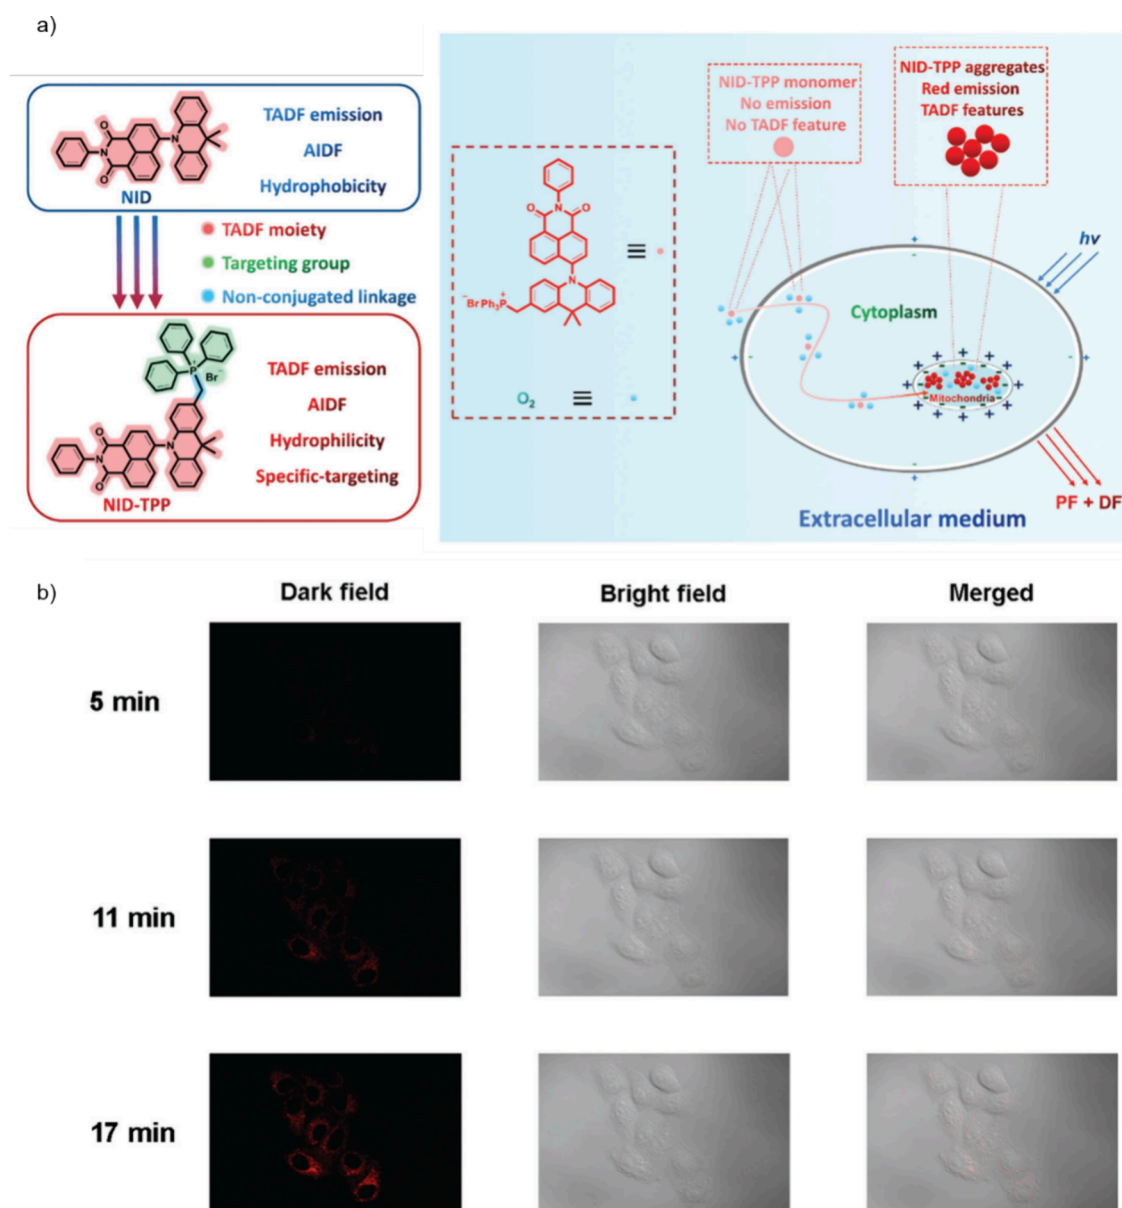 a)
TADF emission
AIDF
Hydrophobicity
N
O
O
N
NID
TADF moiety
Targeting group
Non-conjugated linkage
P+
Br-
N
O
O
N
NID-TPP
TADF emission
AIDF
Hydrophilicity
Specific-targeting
N
O
O
N
-BrPh3P+
≡
O2
≡
NID-TPP monomer
No emission
No TADF feature
NID-TPP aggregates
Red emission
TADF features
hv
Cytoplasm
Mitochondria
PF + DF
Extracellular medium
b)
Dark field
Bright field
Merged
5 min
11 min
17 min